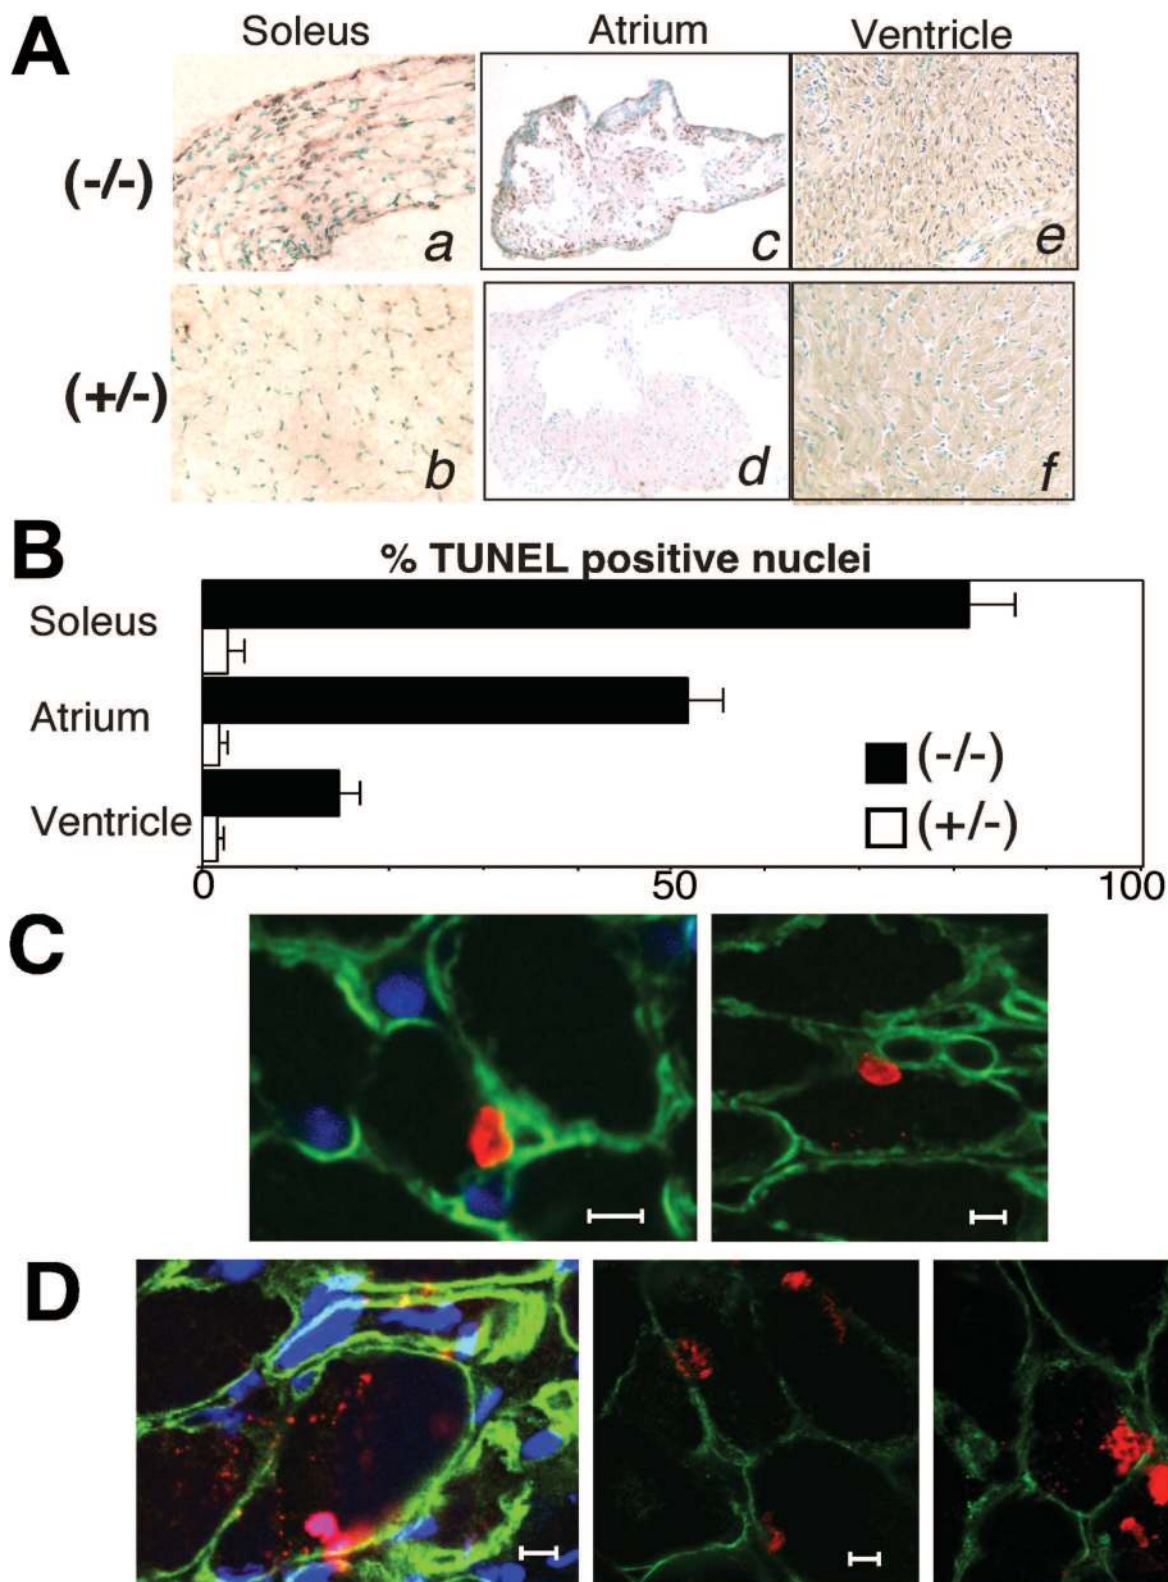 A
Soleus Atrium Ventricle
(-/-)
a c e
(+/-)
b d f
B
% TUNEL positive nuclei
Soleus
Atrium
(-/-)
Ventricle
(+/-)
0 50 100
C
D